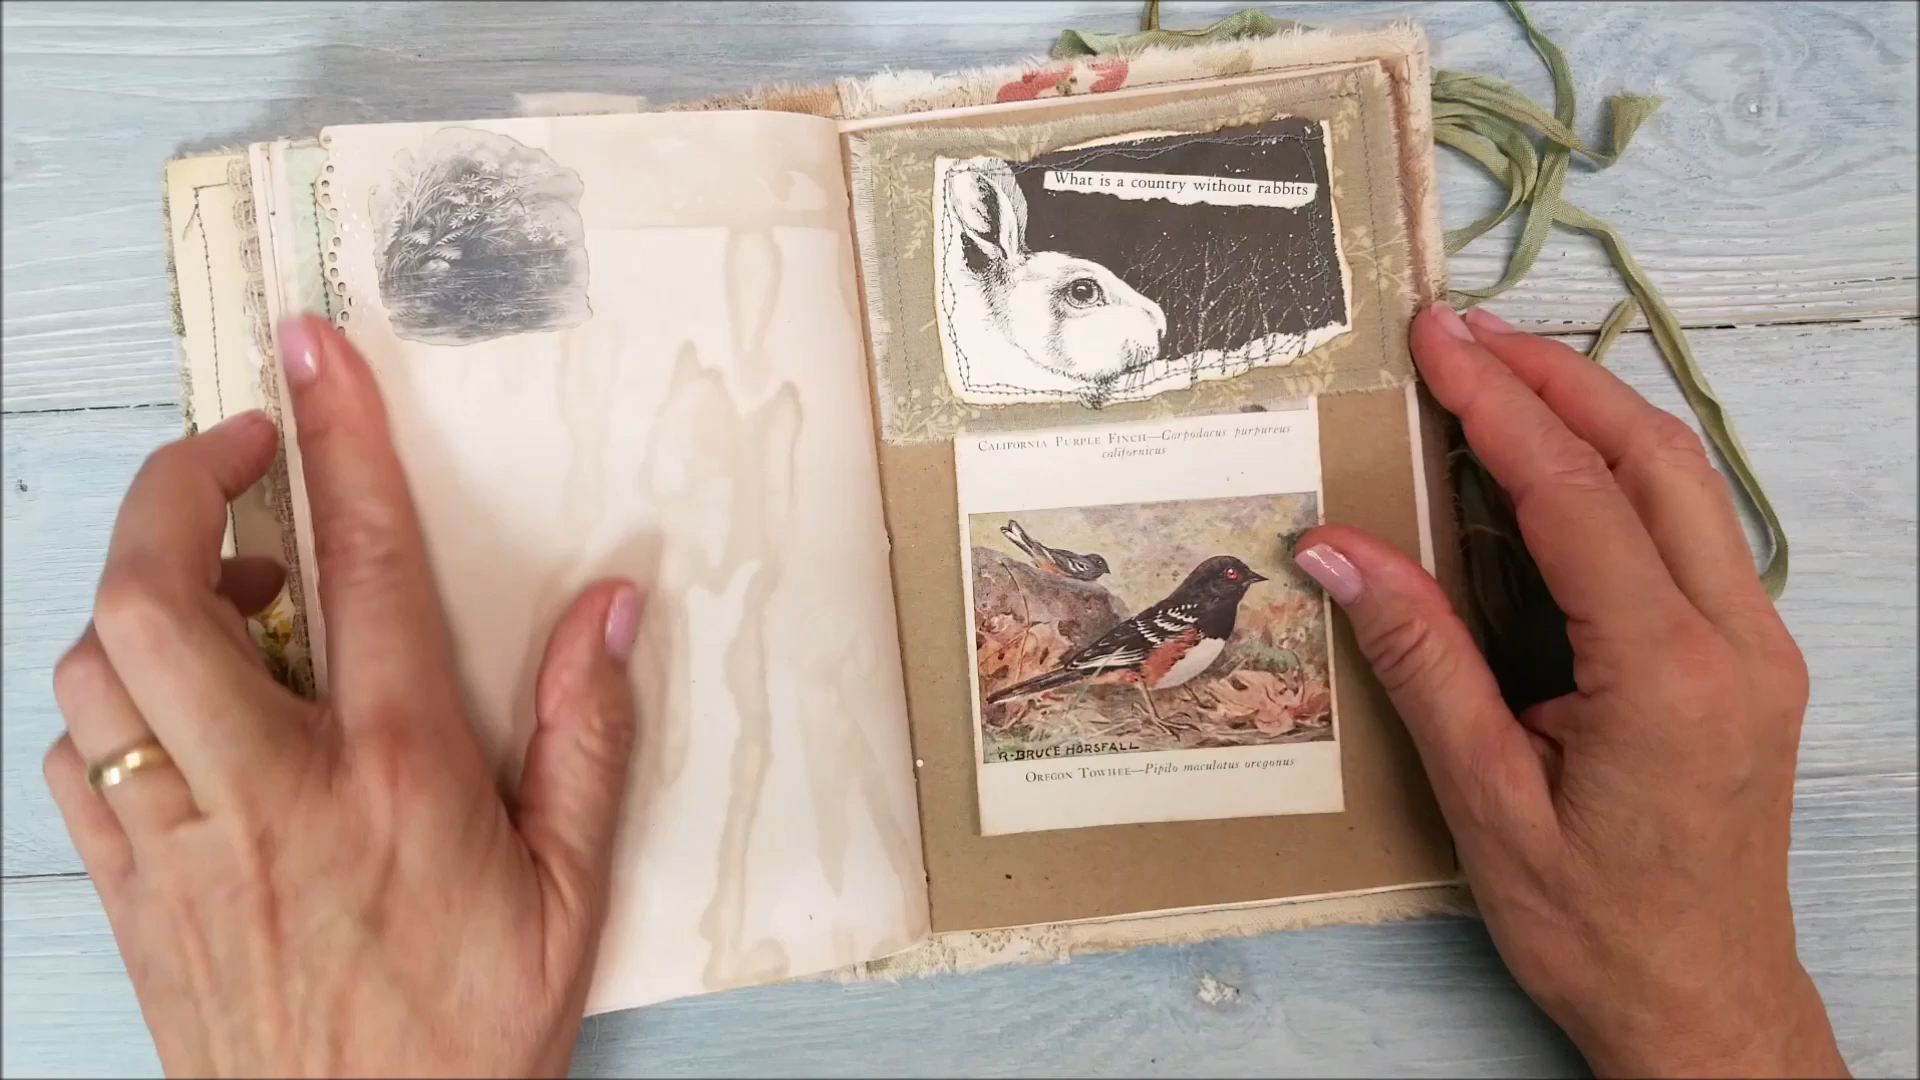 What is a country without rabbits
CALIFORNIA PURPLE FINCH—Carpodacus purpureus
californicus
R-BRUCE HORSFALL
OREGON TOWHEE—Pipilo maculatus oregonus